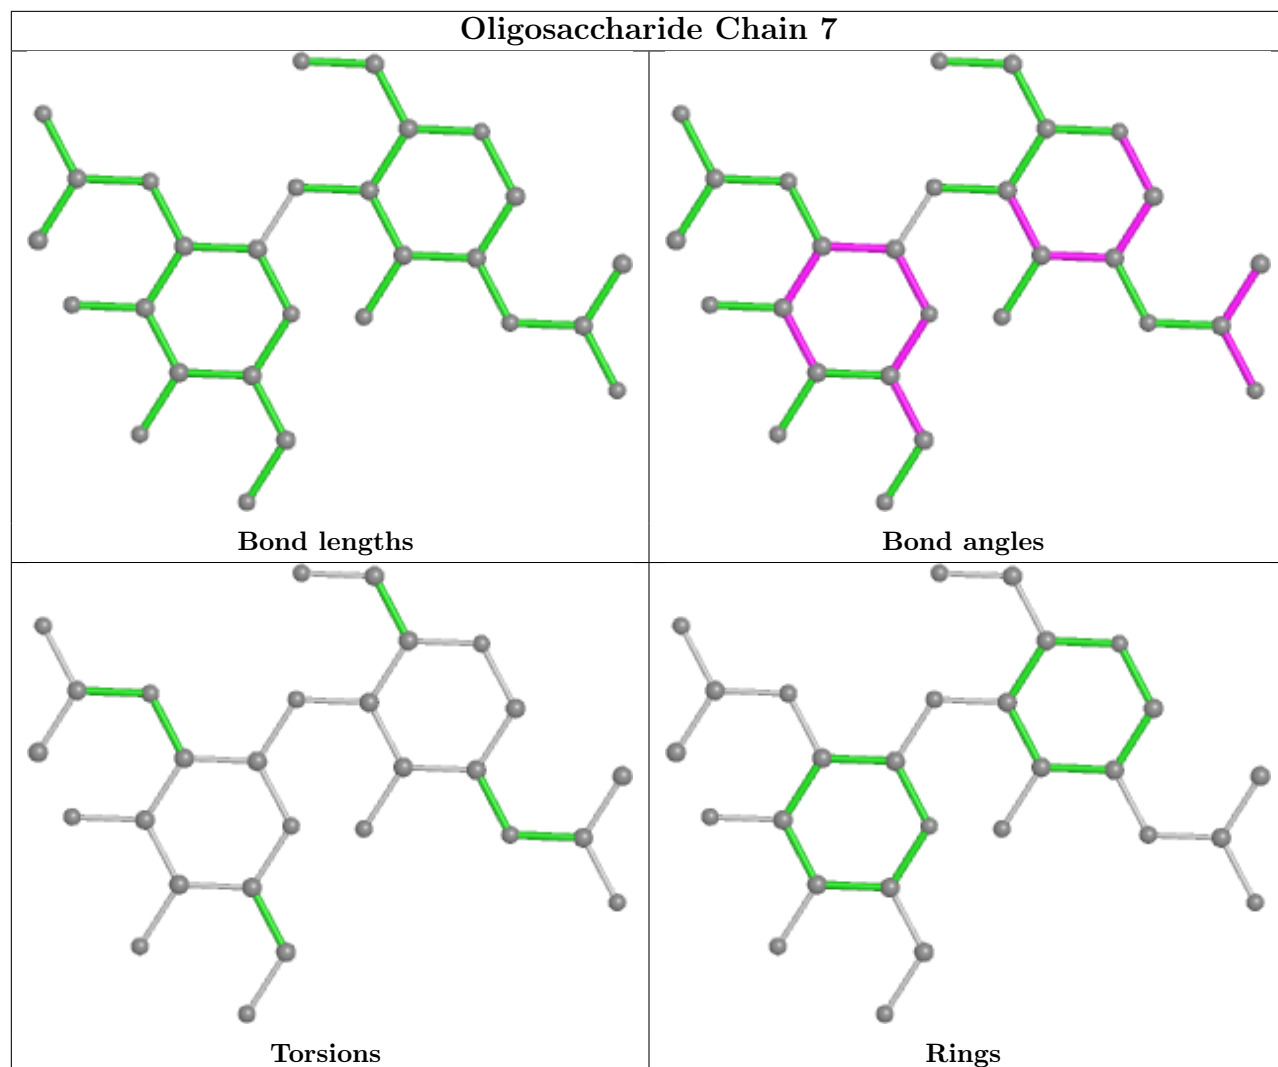 Oligosaccharide Chain 7
Bond lengths
Bond angles
Torsions
Rings